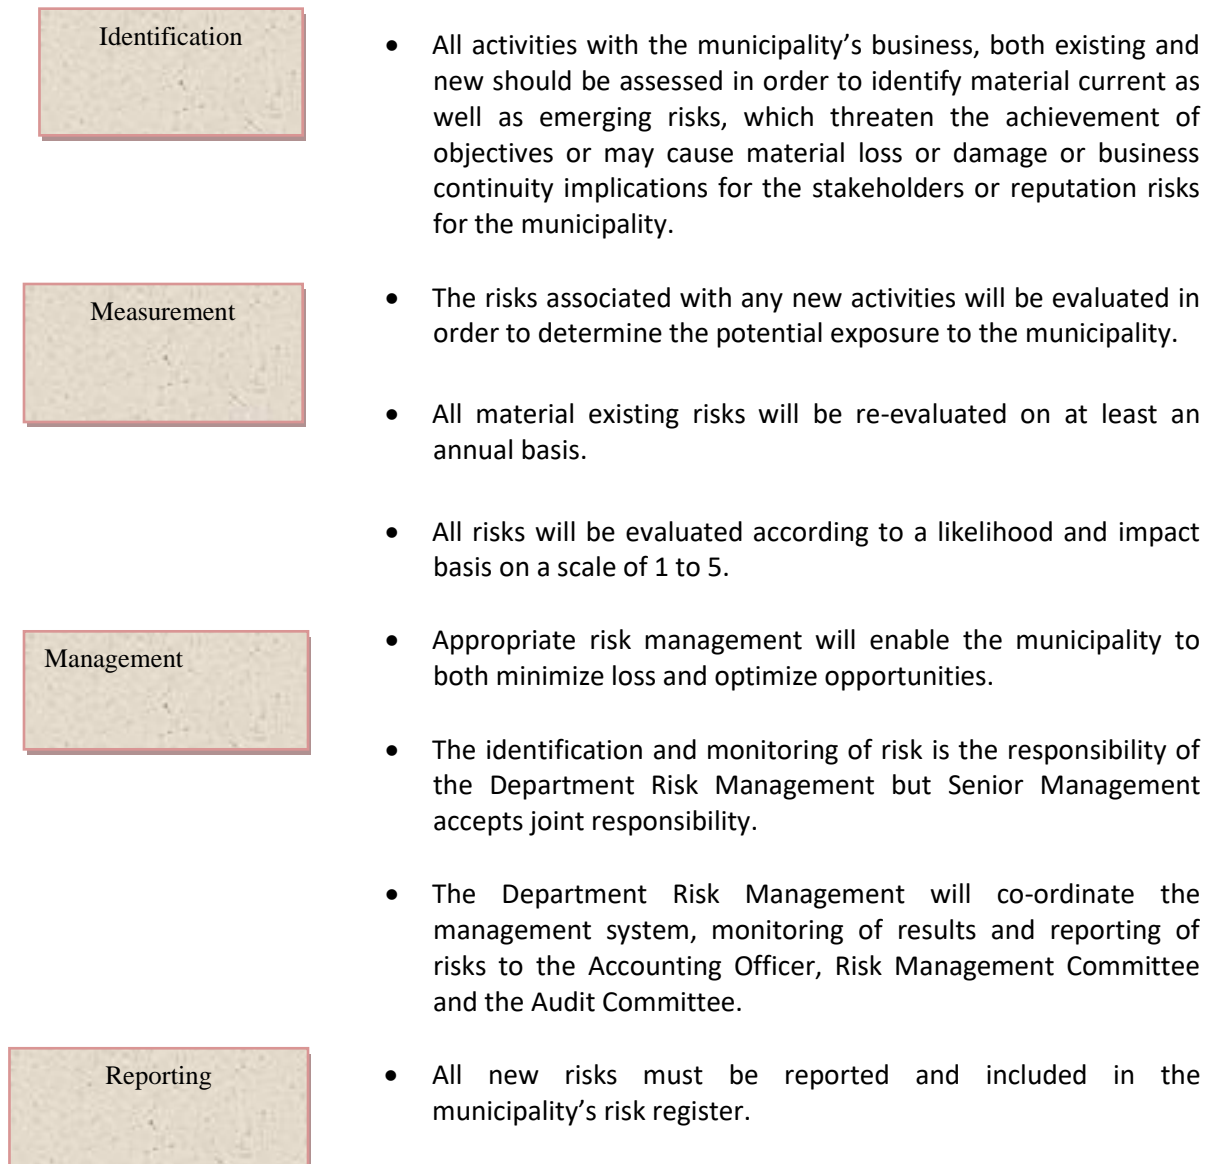 Identification
• All activities with the municipality’s business, both existing and
new should be assessed in order to identify material current as
well as emerging risks, which threaten the achievement of
objectives or may cause material loss or damage or business
continuity implications for the stakeholders or reputation risks
for the municipality.
Measurement
• The risks associated with any new activities will be evaluated in
order to determine the potential exposure to the municipality.
• All material existing risks will be re-evaluated on at least an
annual basis.
• All risks will be evaluated according to a likelihood and impact
basis on a scale of 1 to 5.
Management
• Appropriate risk management will enable the municipality to
both minimize loss and optimize opportunities.
• The identification and monitoring of risk is the responsibility of
the Department Risk Management but Senior Management
accepts joint responsibility.
• The Department Risk Management will co-ordinate the
management system, monitoring of results and reporting of
risks to the Accounting Officer, Risk Management Committee
and the Audit Committee.
Reporting
• All new risks must be reported and included in the
municipality’s risk register.